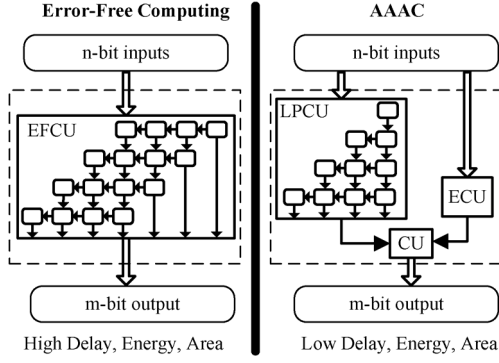 Error-Free Computing
n-bit inputs
EFCU
m-bit output
High Delay, Energy, Area
AAAC
n-bit inputs
LPCU
ECU
CU
m-bit output
Low Delay, Energy, Area